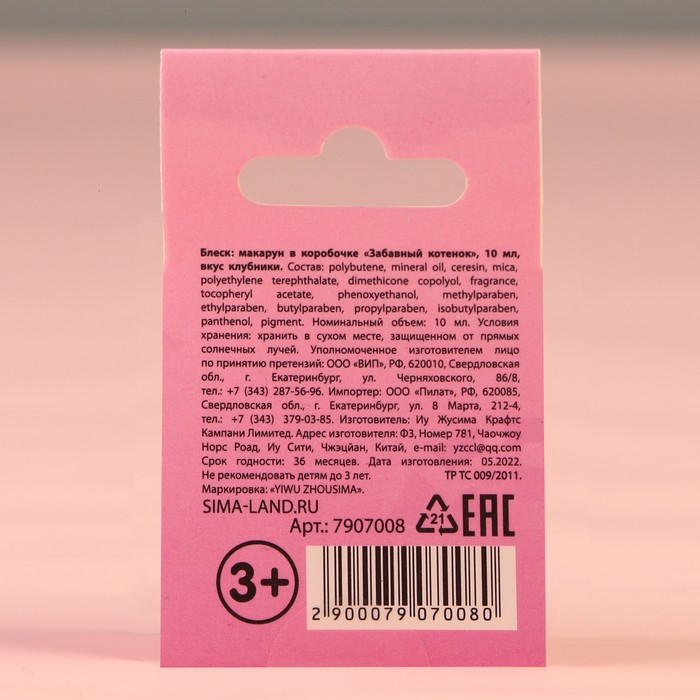 Блеск: макарун в коробочке «Забавный котенок», 10 мл,
вкус клубники. Состав: polybutene, mineral oil, ceresin, mica,
polyethylene terephthalate, dimethicone copolyol, fragrance,
tocopheryl acetate, phenoxyethanol, methylparaben,
ethylparaben, butylparaben, propylparaben, isobutylparaben,
panthenol, pigment. Номинальный объем: 10 мл. Условия
хранения: хранить в сухом месте, защищенном от прямых
солнечных лучей. Уполномоченное изготовителем лицо
по принятию претензий: ООО «ВИП», РФ, 620010, Свердловская
обл., г. Екатеринбург, ул. Черняховского, 86/8,
тел.: +7 (343) 287-56-96. Импортер: ООО «Пилат», РФ, 620085,
Свердловская обл., г. Екатеринбург, ул. 8 Марта, 212-4,
тел.: +7 (343) 379-03-85. Изготовитель: Иу Жусима Крафтс
Кампани Лимитед. Адрес изготовителя: Ф3, Номер 781, Чаочжоу
Норс Роад, Иу Сити, Чжэцйан, Китай, e-mail: yzccl@qq.com
Срок годности: 36 месяцев. Дата изготовления: 05.2022.
Не рекомендовать детям до 3 лет. ТР ТС 009/2011.
Маркировка: «YIWU ZHOUSIMA».
SIMA-LAND.RU
Арт.: 7907008
21 EAC
3+
2 900079 070080